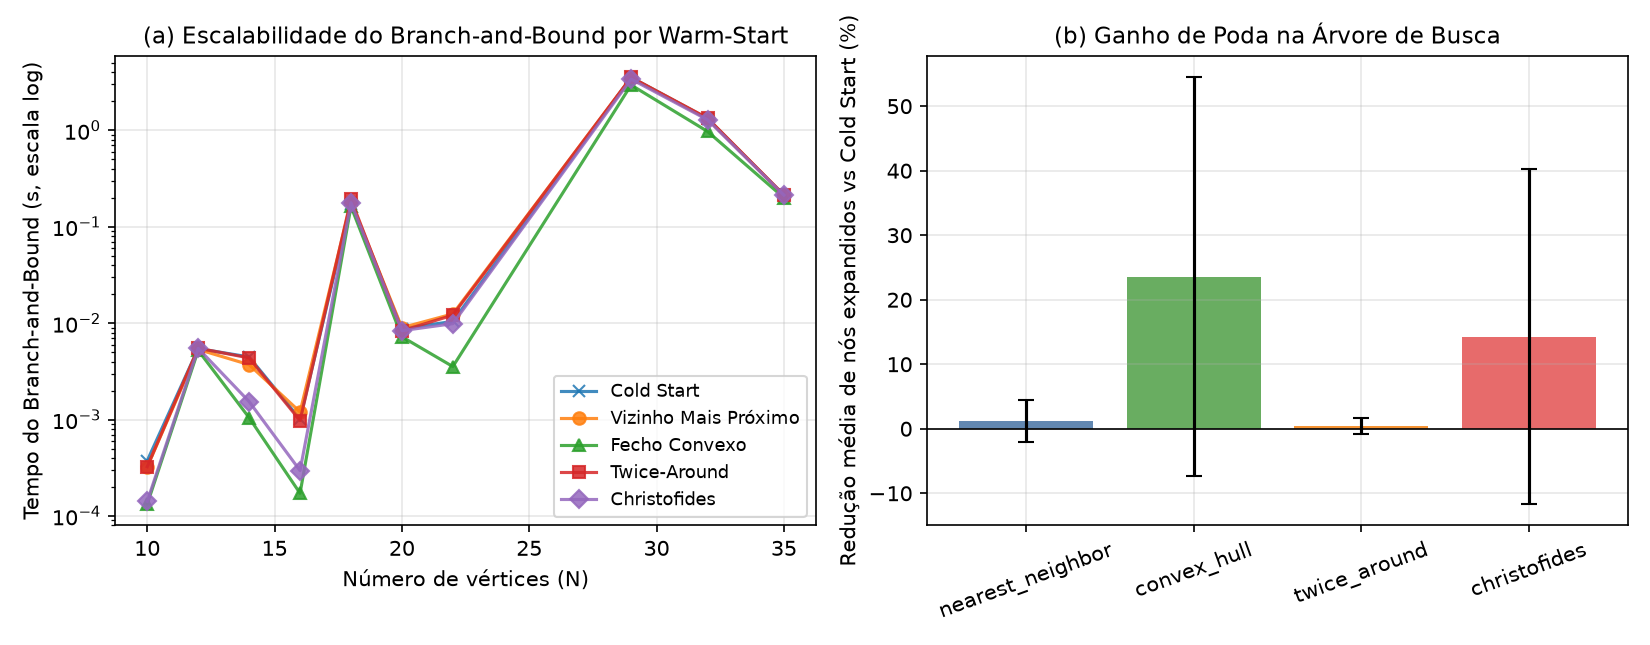 (a) Escalabilidade do Branch-and-Bound por Warm-Start
Tempo do Branch-and-Bound (s, escala log)
10⁰
10⁻¹
10⁻²
10⁻³
10⁻⁴
10 15 20 25 30 35
Número de vértices (N)
Cold Start
Vizinho Mais Próximo
Fecho Convexo
Twice-Around
Christofides
(b) Ganho de Poda na Árvore de Busca
Redução média de nós expandidos vs Cold Start (%)
50
40
30
20
10
0
−10
nearest_neighbor
convex_hull
twice_around
christofides